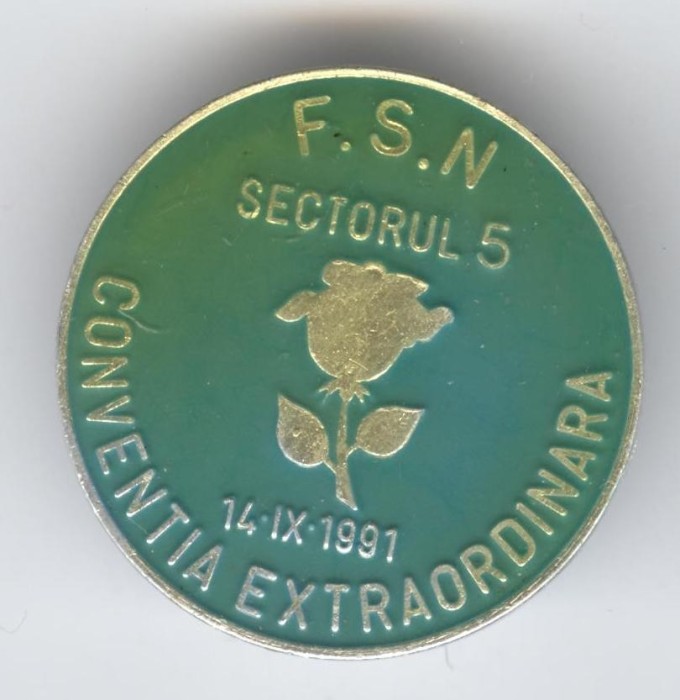 F.S.N
SECTORUL 5
14·IX·1991
CONVENTIA EXTRAORDINARA